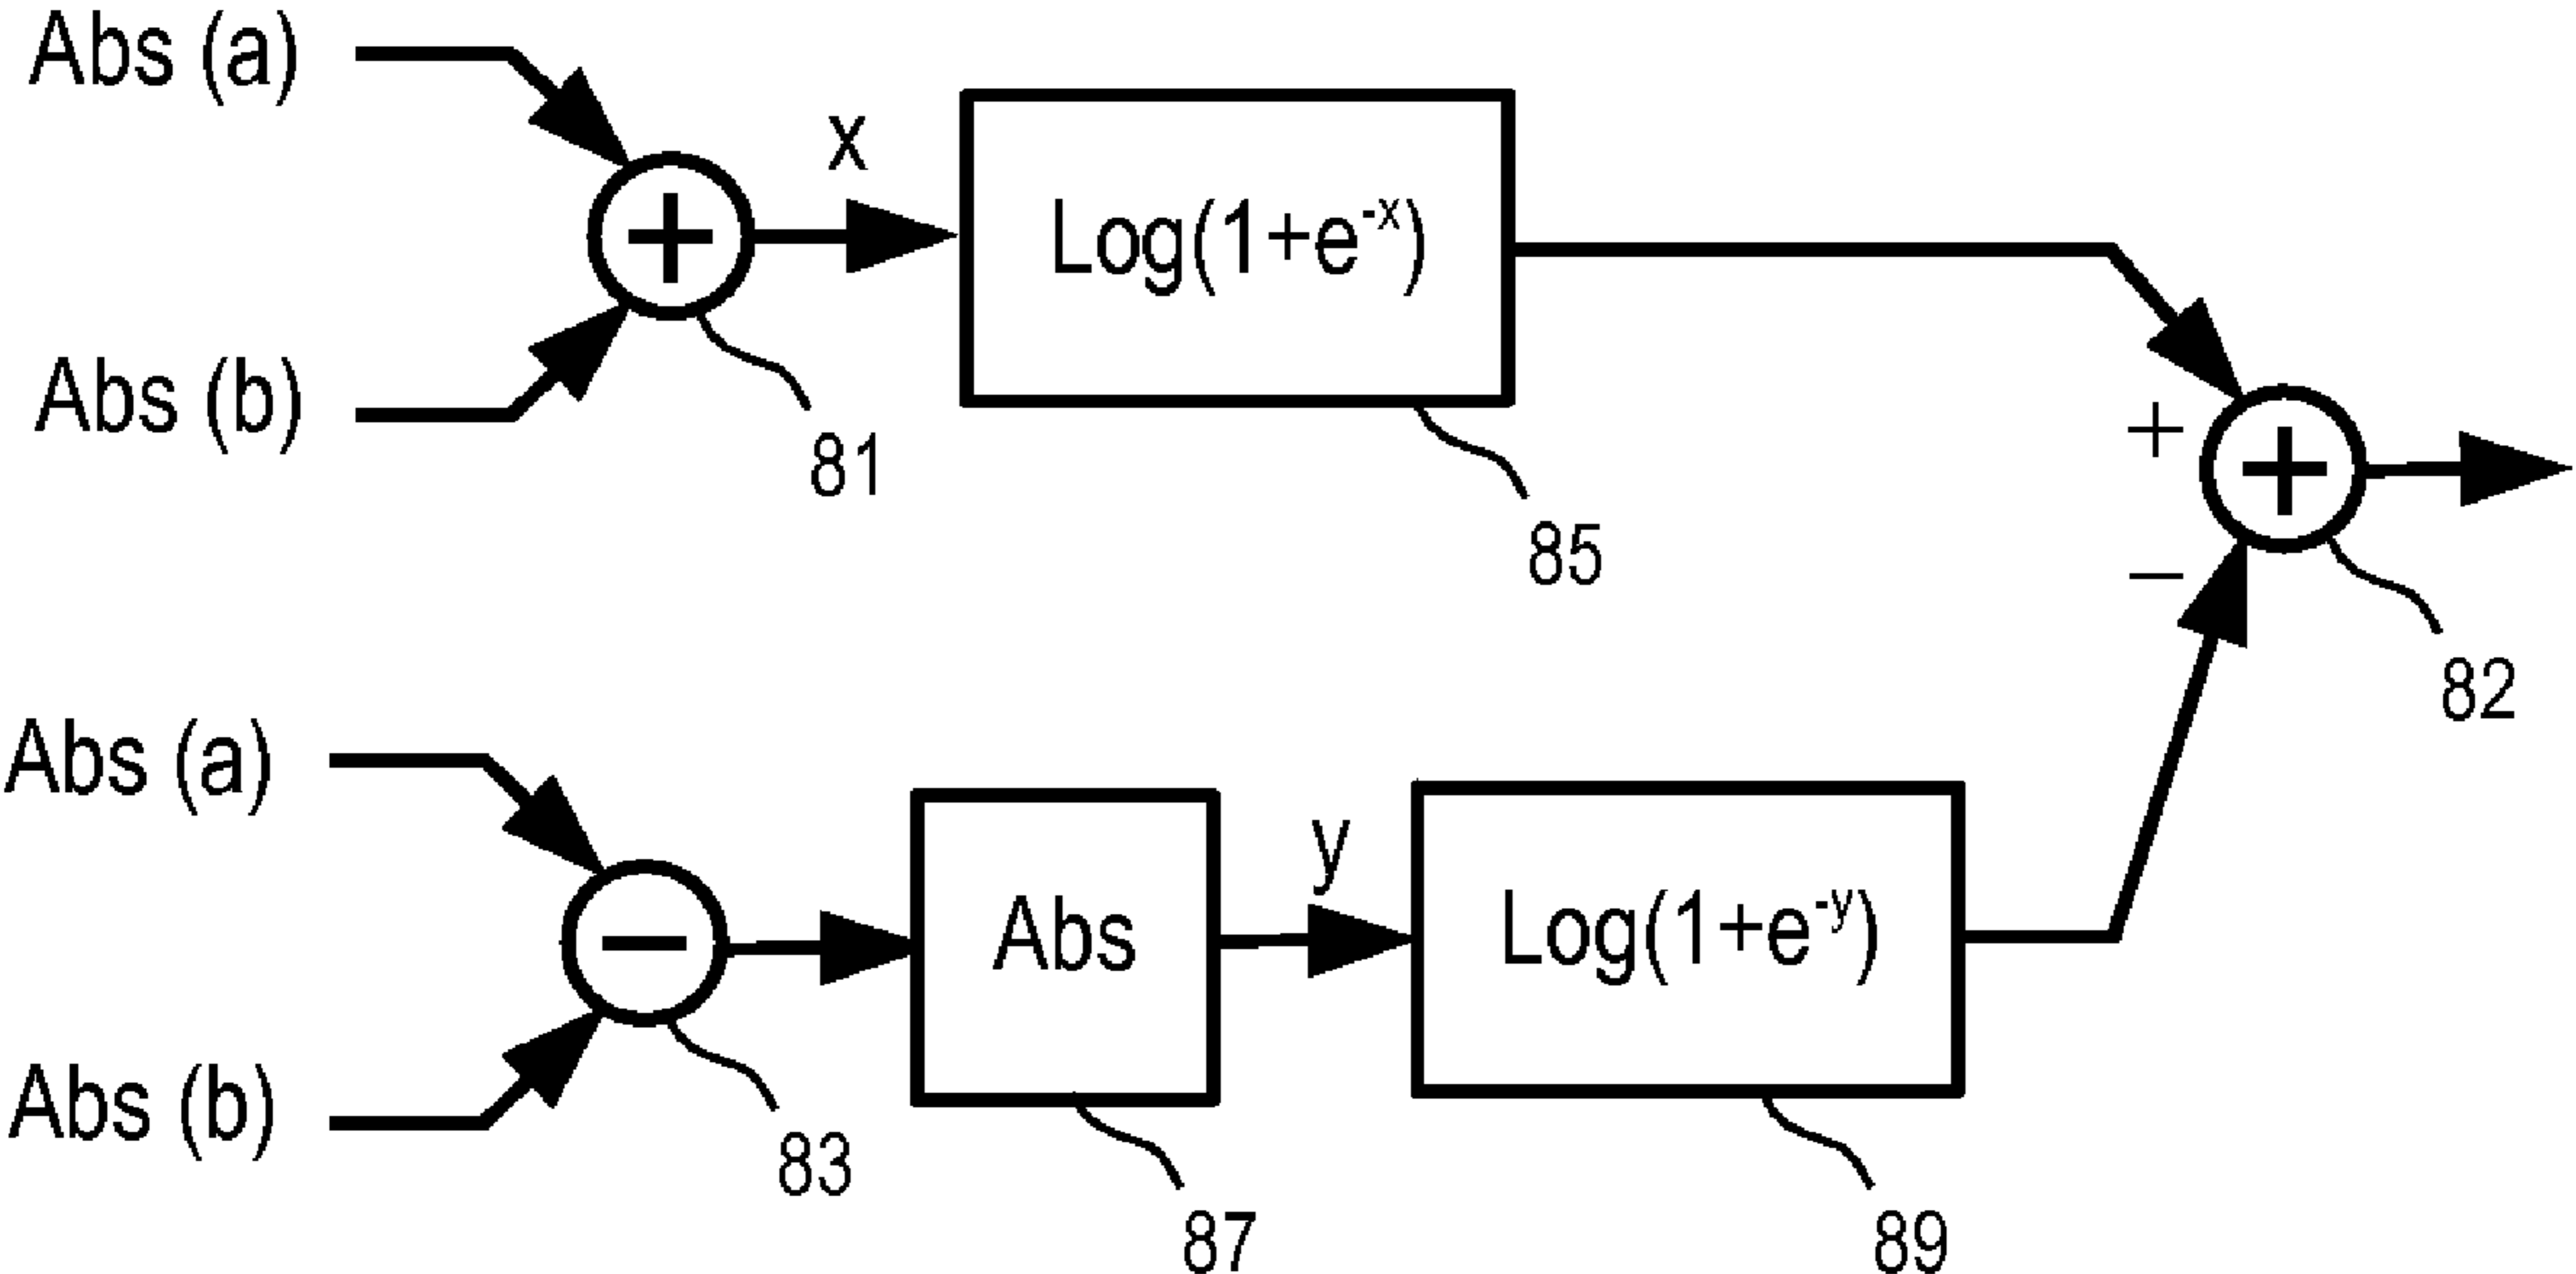 Abs (a)
x
+
Log(1+e^-x)
Abs (b)
81
+
+
85
−
82
Abs (a)
y
−
Abs
Log(1+e^-y)
Abs (b)
83
87
89